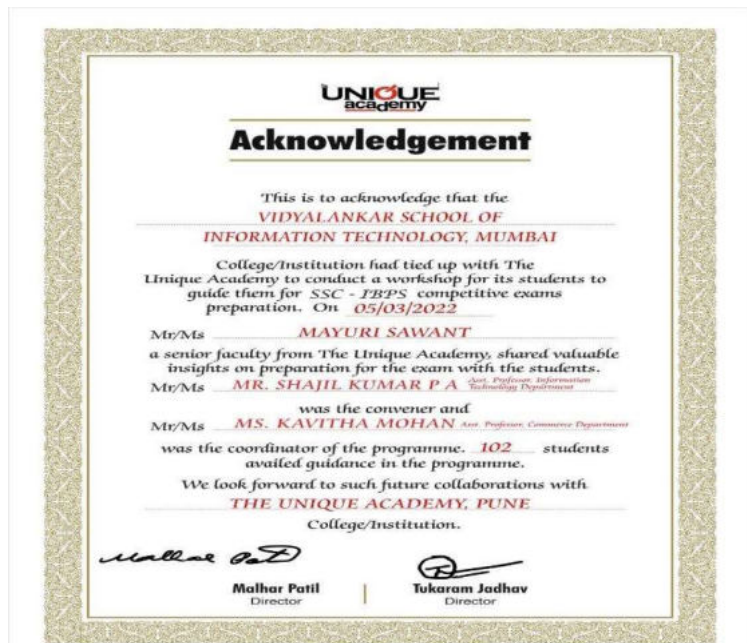 UNIQUE
academy
Acknowledgement
This is to acknowledge that the
VIDYALANKAR SCHOOL OF
INFORMATION TECHNOLOGY, MUMBAI
College/Institution had tied up with The
Unique Academy to conduct a workshop for its students to
guide them for SSC - IBPS competitive exams
preparation. On 05/03/2022
Mr/Ms MAYURI SAWANT
a senior faculty from The Unique Academy, shared valuable
insights on preparation for the exam with the students.
Mr/Ms MR. SHAJIL KUMAR P A Asst. Professor, Information
Technology Department
was the convener and
Mr/Ms MS. KAVITHA MOHAN Asst. Professor, Commerce Department
was the coordinator of the programme. 102 students
availed guidance in the programme.
We look forward to such future collaborations with
THE UNIQUE ACADEMY, PUNE
College/Institution.
Malhar Patil
Director
Tukaram Jadhav
Director